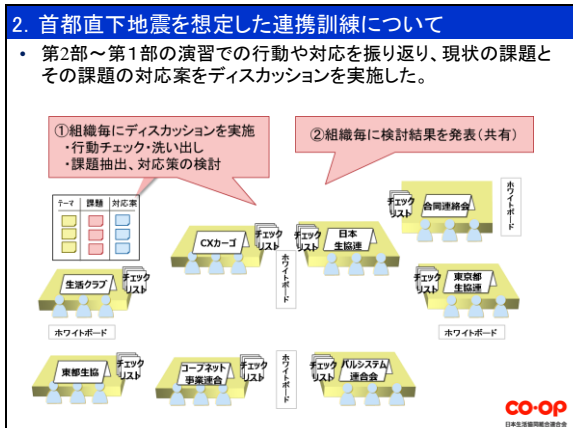 2. 首都直下地震を想定した連携訓練について
• 第2部～第1部の演習での行動や対応を振り返り、現状の課題と
その課題の対応案をディスカッションを実施した。
①組織毎にディスカッションを実施
・行動チェック・洗い出し
・課題抽出、対応策の検討
②組織毎に検討結果を発表(共有)
テーマ 課題 対応案
CXカーゴ
チェック
リスト
ホワイトボード
チェック
リスト
日本
生協連
チェック
リスト
合同連絡会
ホワイトボード
生活クラブ
チェック
リスト
ホワイトボード
チェック
リスト
東京都
生協連
ホワイトボード
東都生協
チェック
リスト
コープネット
事業連合
チェック
リスト
ホワイトボード
チェック
リスト
パルシステム
連合会
CO·OP
日本生活協同組合連合会